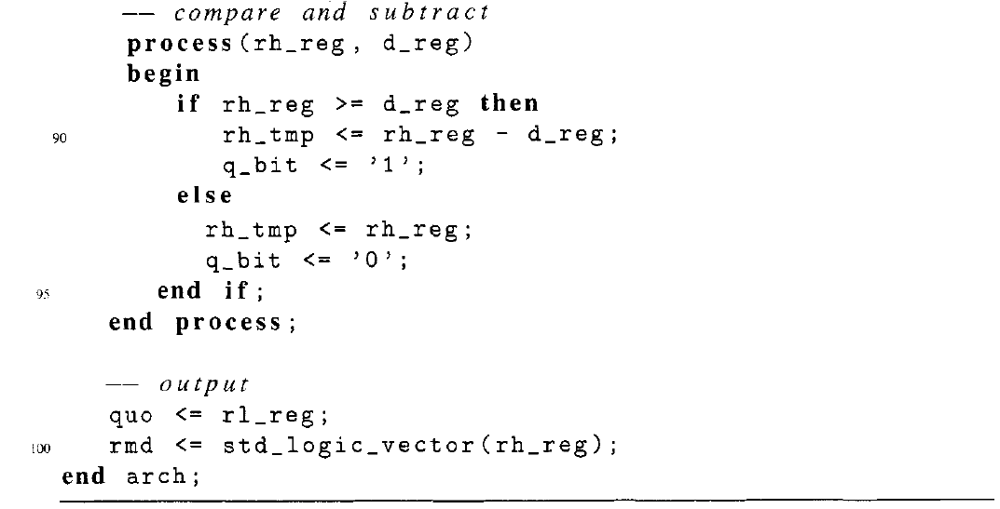 -- compare and subtract
process(rh_reg, d_reg)
begin
if rh_reg >= d_reg then
90 rh_tmp <= rh_reg - d_reg;
q_bit <= '1';
else
rh_tmp <= rh_reg;
q_bit <= '0';
95 end if;
end process;
-- output
quo <= rl_reg;
100 rmd <= std_logic_vector(rh_reg);
end arch;